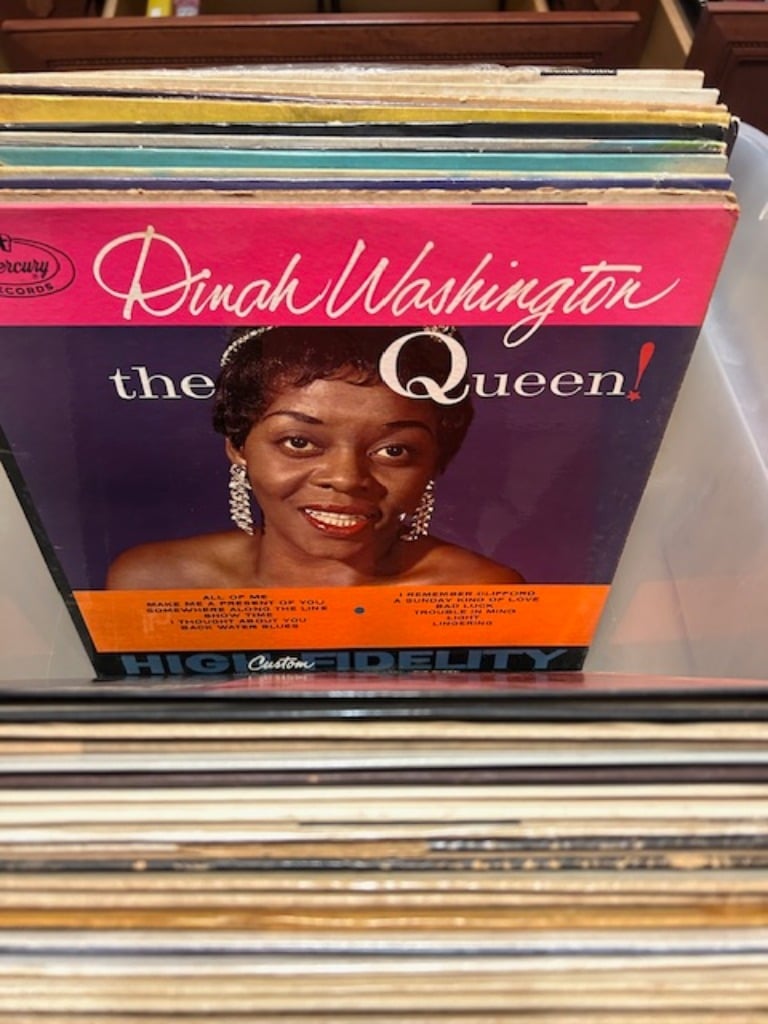 ercury
ECORDS
Dinah Washington
the Queen!
ALL OF ME
MAKE ME A PRESENT OF YOU
SOMEWHERE ALONG THE LINE
SHOW TIME
I THOUGHT ABOUT YOU
BACK WATER BLUES
I REMEMBER CLIFFORD
A SUNDAY KIND OF LOVE
BAD LUCK
TROUBLE IN MIND
LIGHT
LINGERING
Custom
HIGH FIDELITY